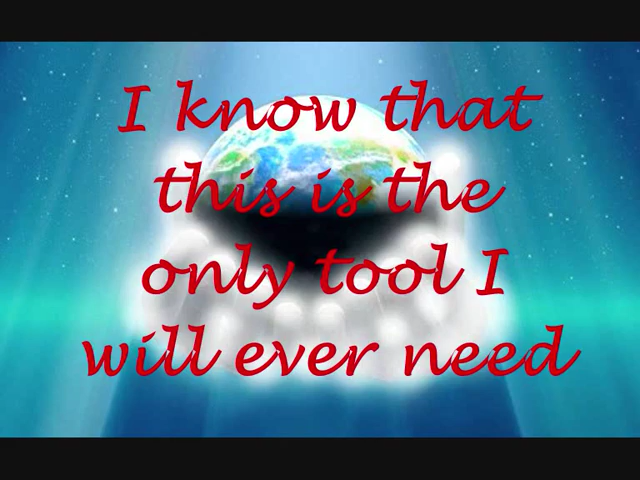 I know that
this is the
only tool I
will ever need